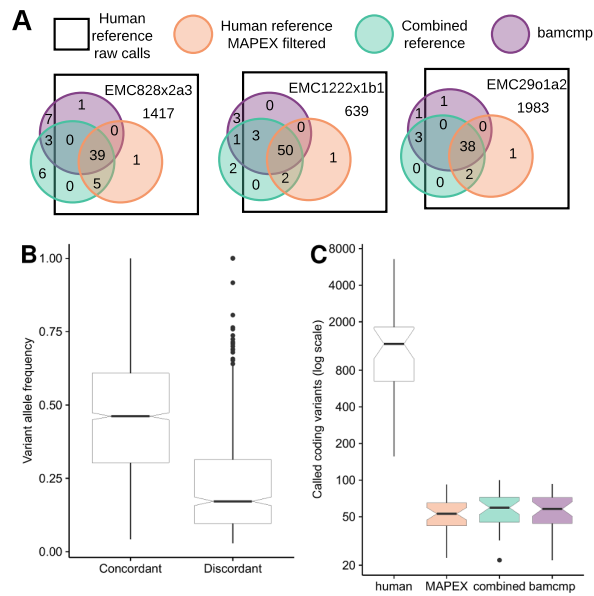 A
Human
reference
raw calls
Human reference
MAPEX filtered
Combined
reference
bamcmp
EMC828x2a3
1417
7
1
0
3
0
39
1
6
0
5
EMC1222x1b1
639
3
0
0
1
3
50
1
2
0
2
EMC29o1a2
1983
1
1
0
0
3
38
1
0
0
2
B
Variant allele frequency
1.00
0.75
0.50
0.25
0.00
Concordant
Discordant
C
Called coding variants (log scale)
8000
4000
2000
800
400
200
100
50
20
human
MAPEX
combined
bamcmp